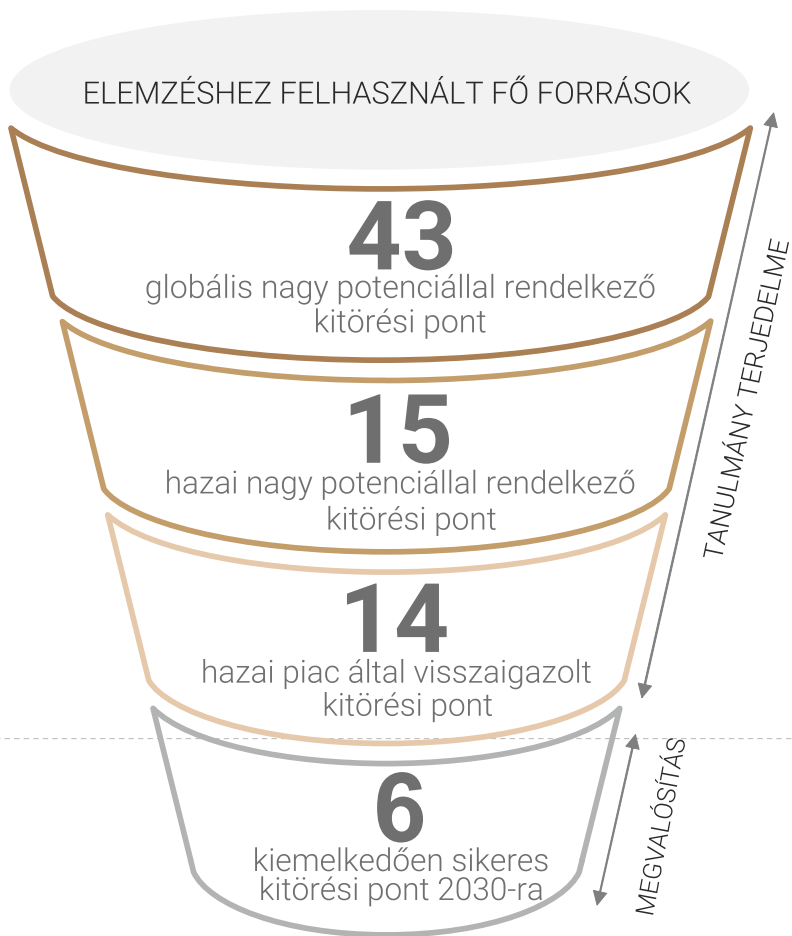 ELEMZÉSHEZ FELHASZNÁLT FŐ FORRÁSOK
43
globális nagy potenciállal rendelkező
kitörési pont
15
hazai nagy potenciállal rendelkező
kitörési pont
14
hazai piac által visszaigazolt
kitörési pont
TANULMÁNY TERJEDELME
6
kiemelkedően sikeres
kitörési pont 2030-ra
MEGVALÓSÍTÁS